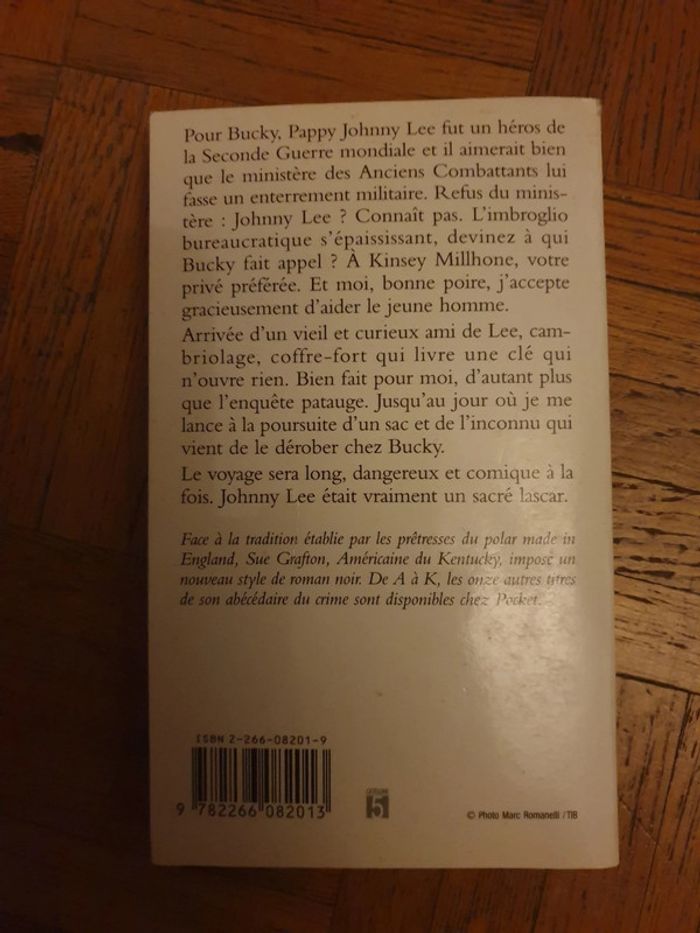 Pour Bucky, Pappy Johnny Lee fut un héros de
la Seconde Guerre mondiale et il aimerait bien
que le ministère des Anciens Combattants lui
fasse un enterrement militaire. Refus du minis-
tère : Johnny Lee ? Connaît pas. L'imbroglio
bureaucratique s'épaississant, devinez à qui
Bucky fait appel ? À Kinsey Millhone, votre
privé préférée. Et moi, bonne poire, j'accepte
gracieusement d'aider le jeune homme.
Arrivée d'un vieil et curieux ami de Lee, cam-
briolage, coffre-fort qui livre une clé qui
n'ouvre rien. Bien fait pour moi, d'autant plus
que l'enquête patauge. Jusqu'au jour où je me
lance à la poursuite d'un sac et de l'inconnu qui
vient de le dérober chez Bucky.
Le voyage sera long, dangereux et comique à la
fois. Johnny Lee était vraiment un sacré lascar.
Face à la tradition établie par les prêtresses du polar made in
England, Sue Grafton, Américaine du Kentucky, impose un
nouveau style de roman noir. De A à K, les onze autres titres
de son abécédaire du crime sont disponibles chez Pocket.
ISBN 2-266-08201-9
9 782266 082013
CATÉGORIE
5
© Photo Marc Romanelli / TIB